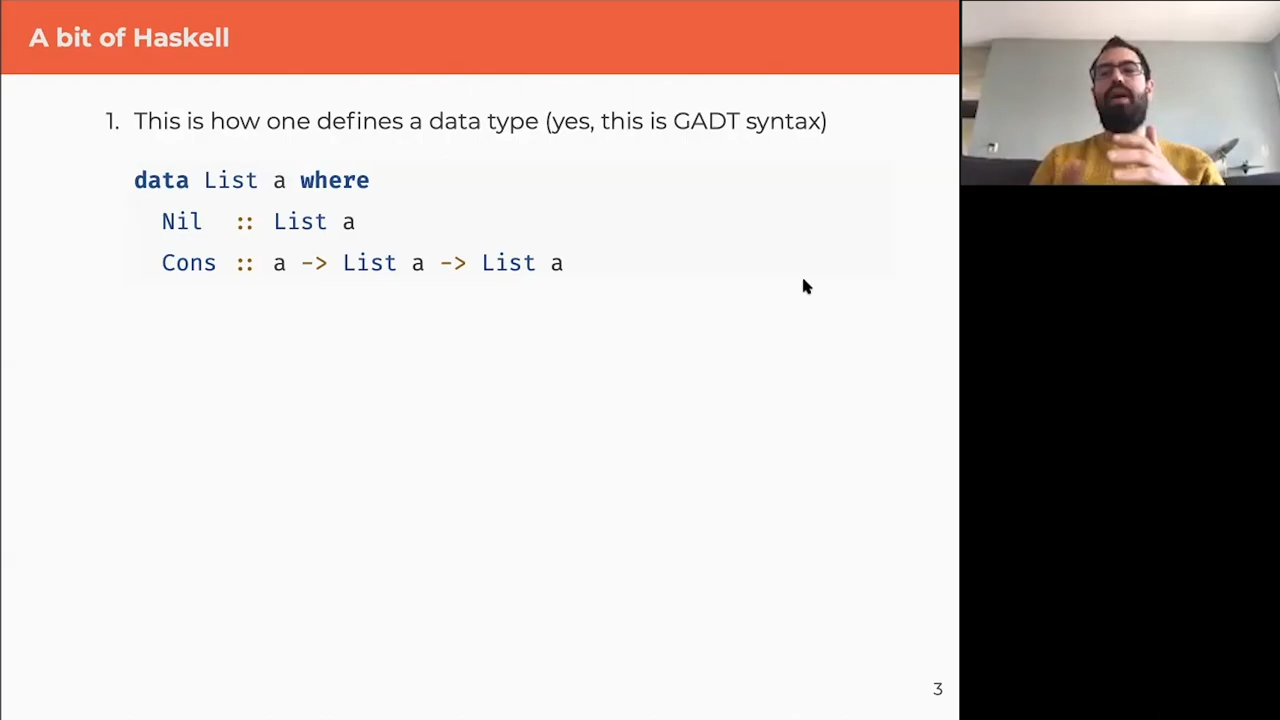 A bit of Haskell
1. This is how one defines a data type (yes, this is GADT syntax)
data List a where
Nil :: List a
Cons :: a -> List a -> List a
3